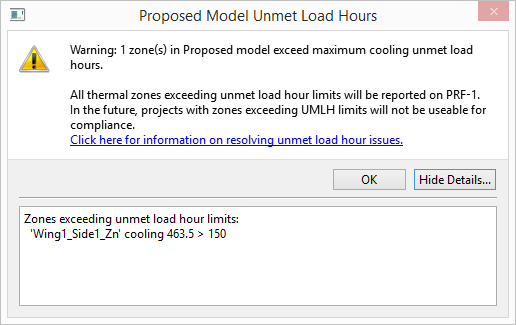 Proposed Model Unmet Load Hours
Warning: 1 zone(s) in Proposed model exceed maximum cooling unmet load
hours.
All thermal zones exceeding unmet load hour limits will be reported on PRF-1.
In the future, projects with zones exceeding UMLH limits will not be useable for
compliance.
Click here for information on resolving unmet load hour issues.
OK
Hide Details...
Zones exceeding unmet load hour limits:
'Wing1_Side1_Zn' cooling 463.5 > 150